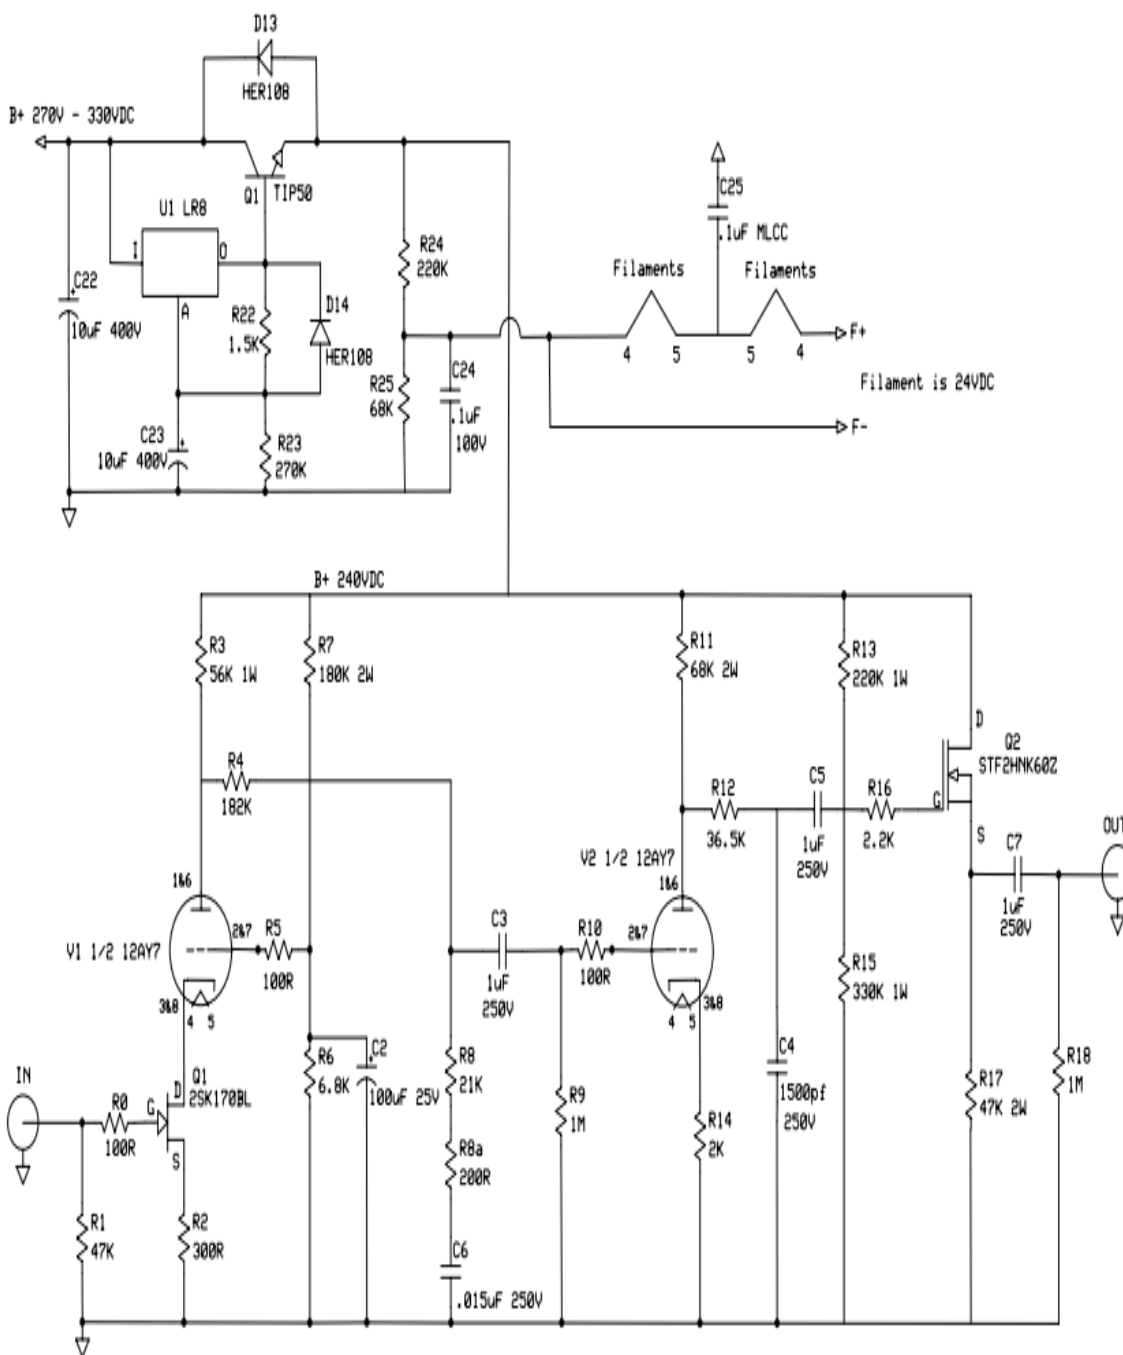 D13
HER108
B+ 270V - 330VDC
Q1
TIP50
U1 LR8
I
O
A
C22
10uF 400V
R22
1.5K
D14
HER108
C23
10uF 400V
R23
270K
R24
220K
R25
68K
C24
.1uF
100V
C25
.1uF MLCC
Filaments
Filaments
4
5
5
4
F+
Filament is 24VDC
F-
B+ 240VDC
R3
56K 1W
R7
180K 2W
R11
68K 2W
R13
220K 1W
D
Q2
STF2HNK60Z
G
S
R4
182K
R12
36.5K
C5
1uF
250V
R16
2.2K
OUT
C7
1uF
250V
V2 1/2 12AY7
1&6
2&7
3&8
4
5
1&6
V1 1/2 12AY7
2&7
3&8
4
5
R5
100R
C3
1uF
250V
R10
100R
R15
330K 1W
IN
R0
100R
Q1
2SK170BL
D
G
S
R6
6.8K
C2
100uF 25V
R8
21K
R8a
200R
C6
.015uF 250V
R9
1M
R14
2K
C4
1500pf
250V
R17
47K 2W
R18
1M
R1
47K
R2
300R